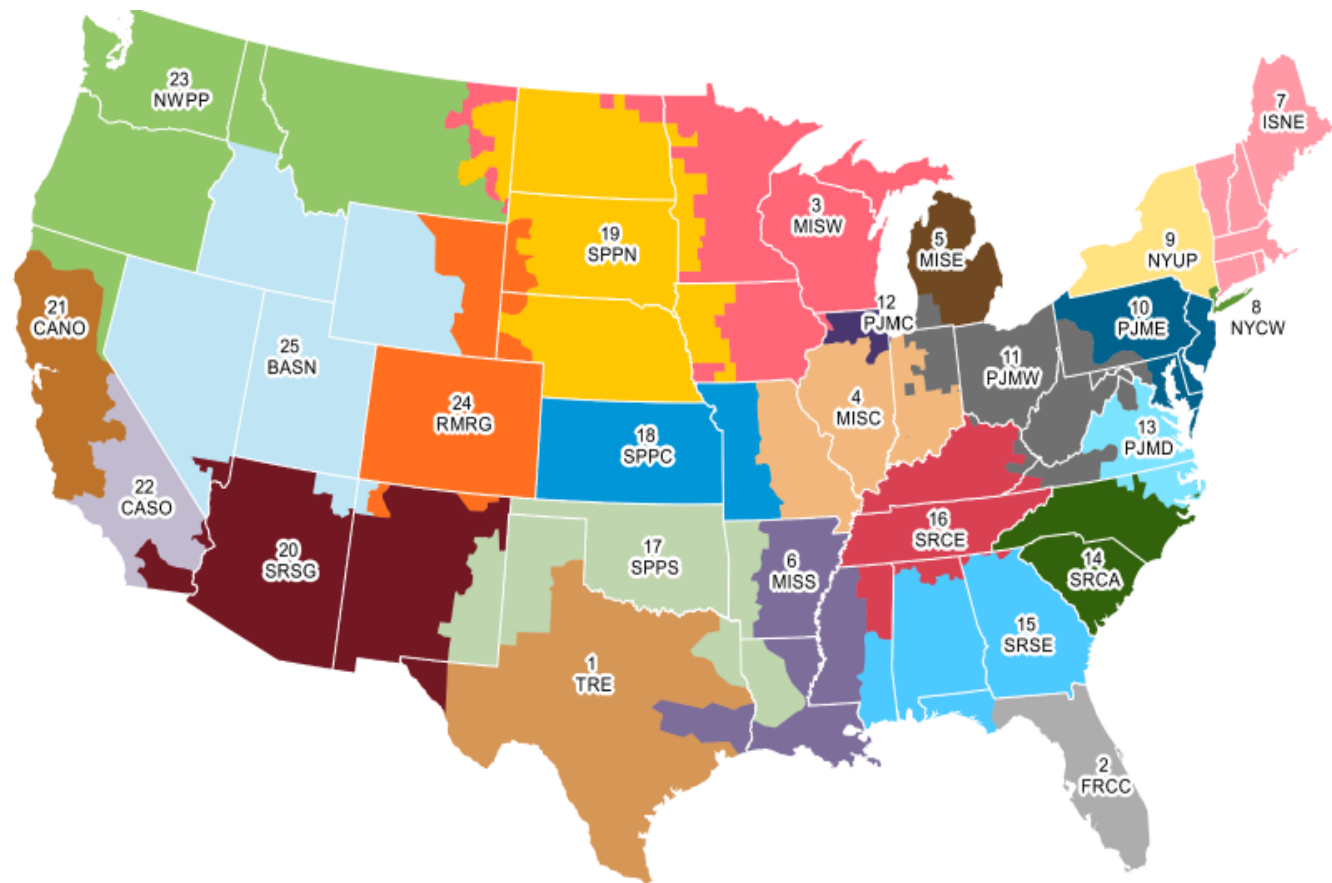 23
NWPP
7
ISNE
3
MISW
19
SPPN
5
MISE
9
NYUP
21
CANO
12
PJMC
10
PJME
8
NYCW
25
BASN
11
PJMW
24
RMRG
4
MISC
18
SPPC
13
PJMD
22
CASO
16
SRCE
20
SRSG
17
SPPS
6
MISS
14
SRCA
15
SRSE
1
TRE
2
FRCC